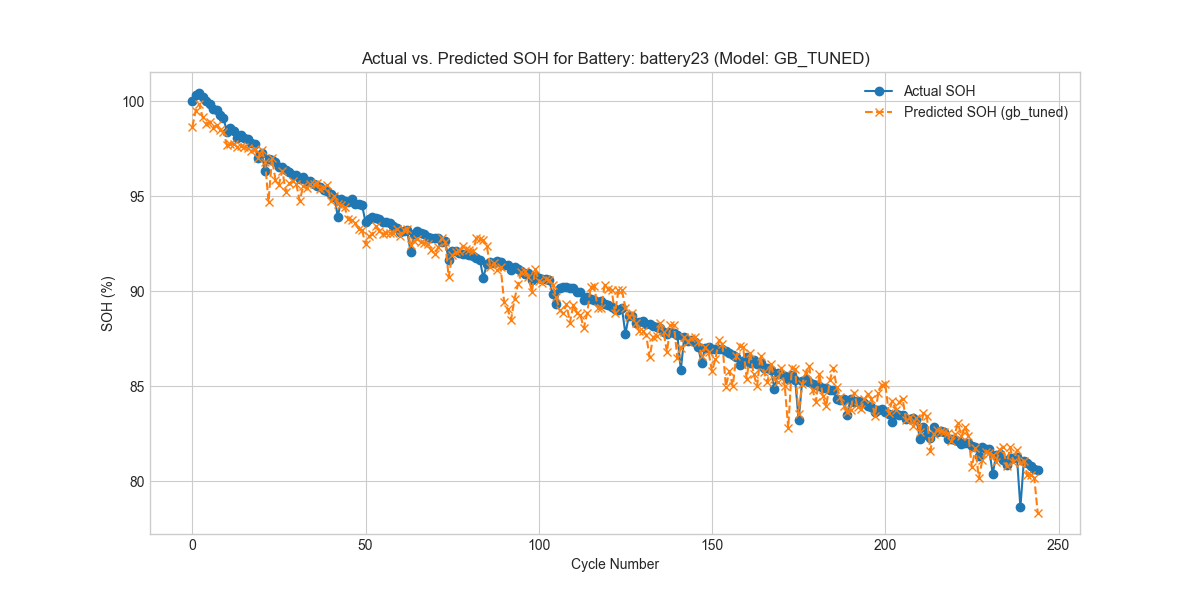 Actual vs. Predicted SOH for Battery: battery23 (Model: GB_TUNED)
Actual SOH
Predicted SOH (gb_tuned)
SOH (%)
100
95
90
85
80
0 50 100 150 200 250
Cycle Number